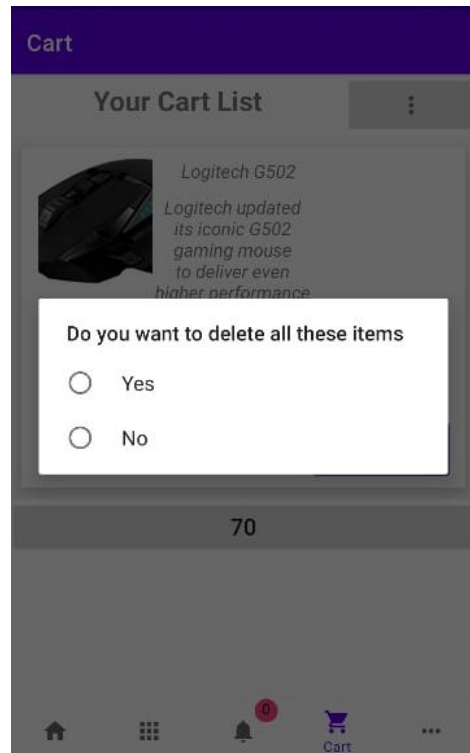 Cart
Your Cart List
Logitech G502
Logitech updated
its iconic G502
gaming mouse
to deliver even
higher performance
Do you want to delete all these items
Yes
No
70
0
Cart